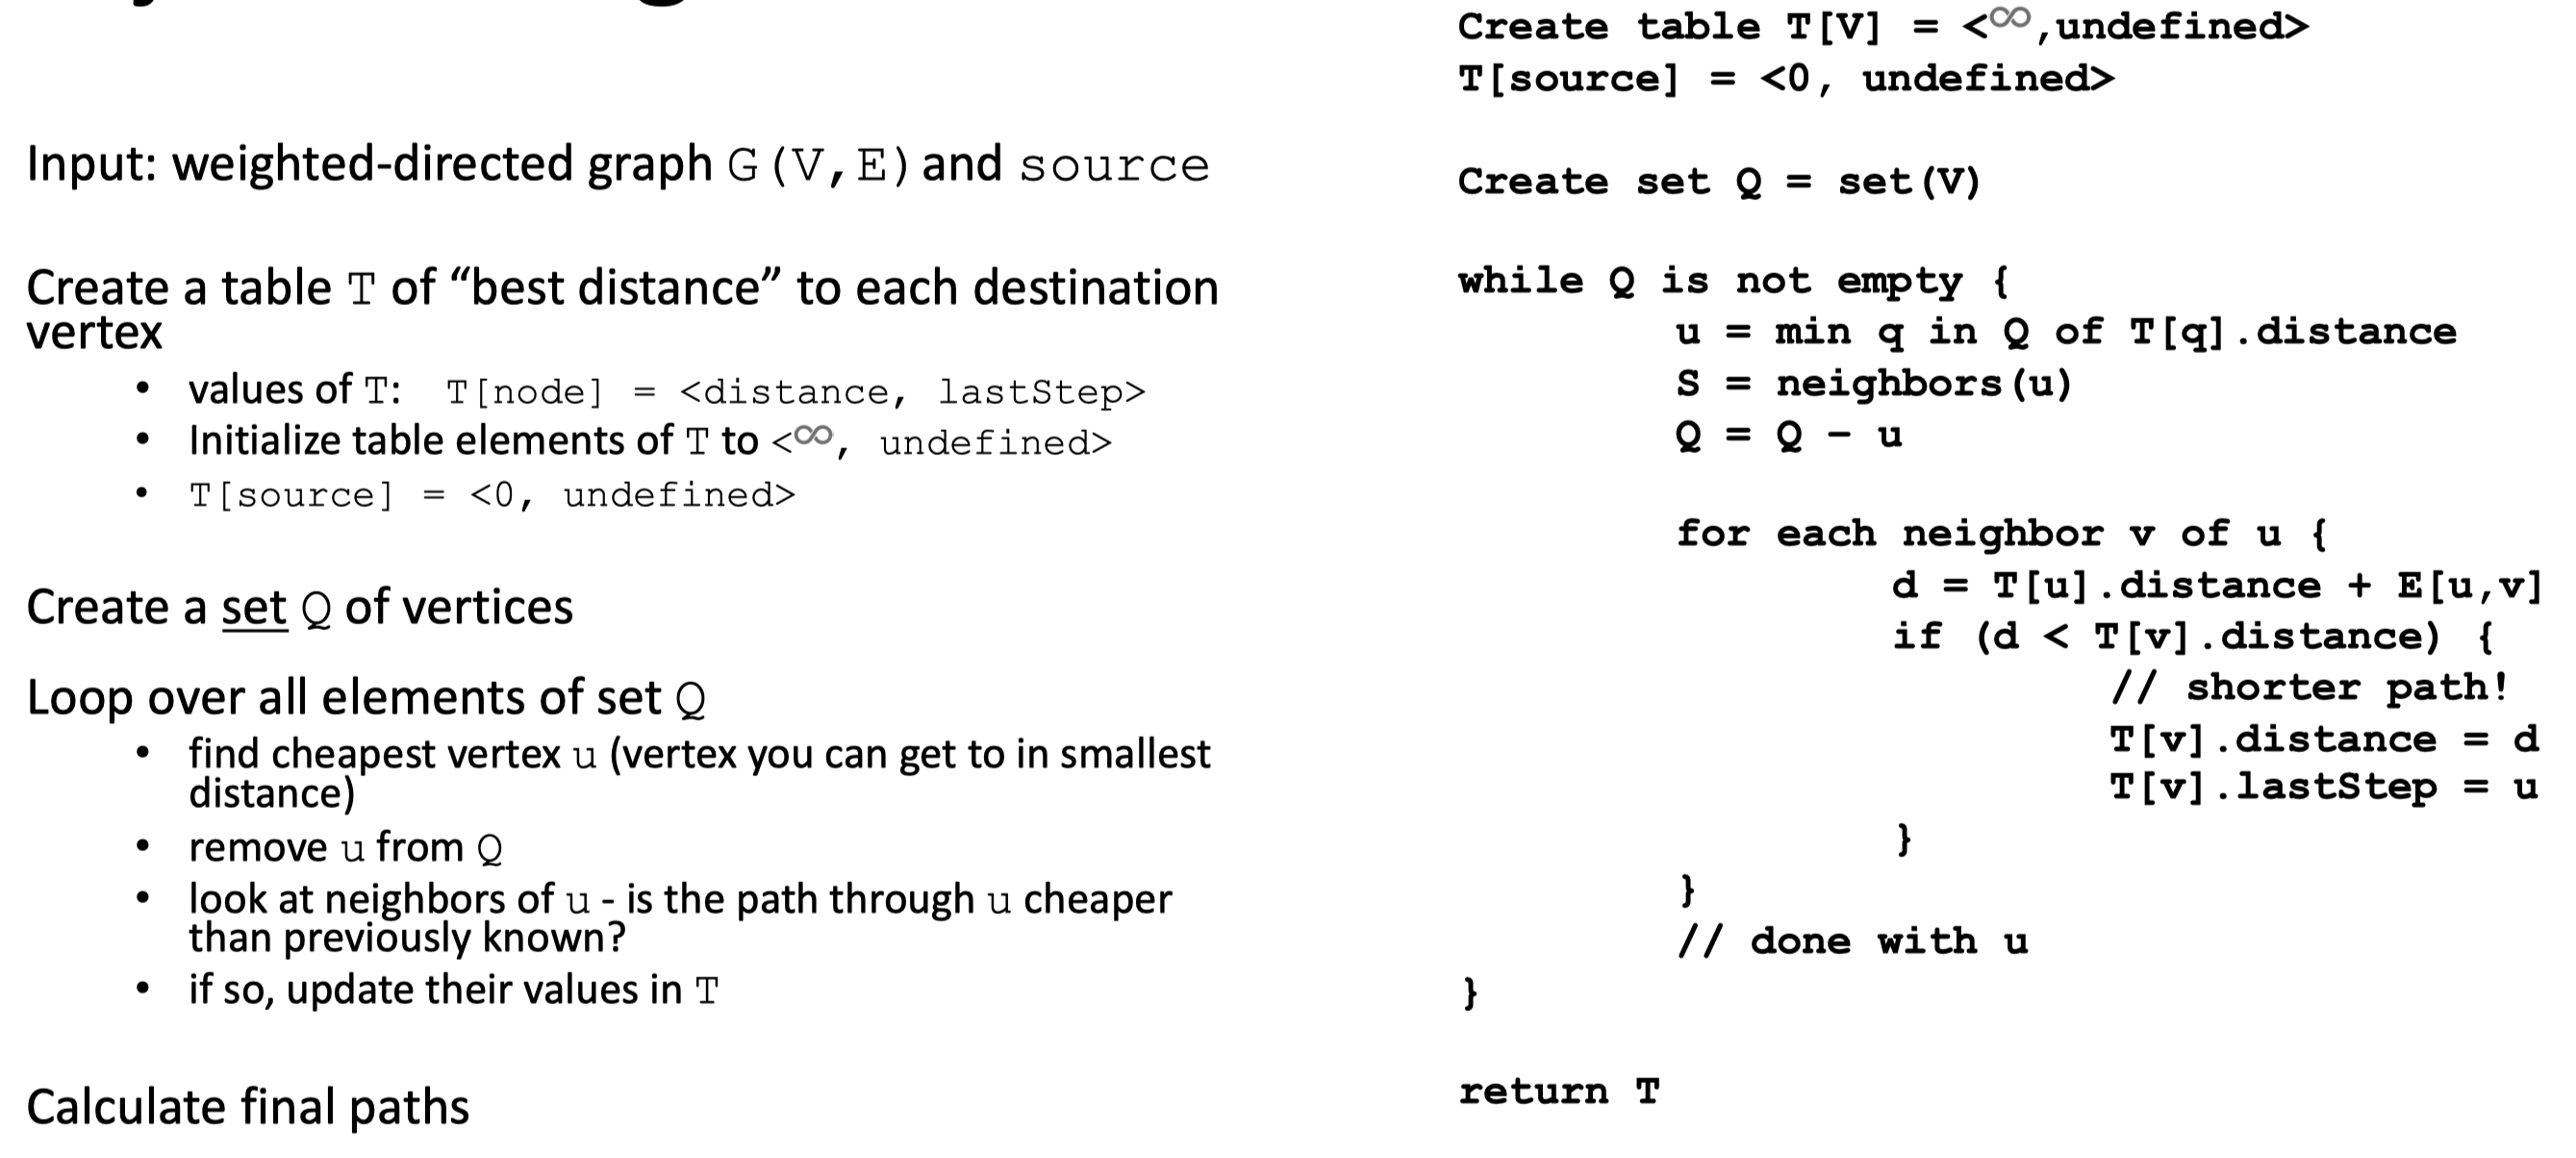 Input: weighted-directed graph G(V,E) and source
Create a table T of “best distance” to each destination
vertex
• values of T: T[node] = <distance, lastStep>
• Initialize table elements of T to <∞, undefined>
• T[source] = <0, undefined>
Create a set Q of vertices
Loop over all elements of set Q
• find cheapest vertex u (vertex you can get to in smallest
distance)
• remove u from Q
• look at neighbors of u - is the path through u cheaper
than previously known?
• if so, update their values in T
Calculate final paths
Create table T[V] = <∞,undefined>
T[source] = <0, undefined>
Create set Q = set(V)
while Q is not empty {
u = min q in Q of T[q].distance
S = neighbors(u)
Q = Q - u
for each neighbor v of u {
d = T[u].distance + E[u,v]
if (d < T[v].distance) {
// shorter path!
T[v].distance = d
T[v].lastStep = u
}
}
// done with u
}
return T